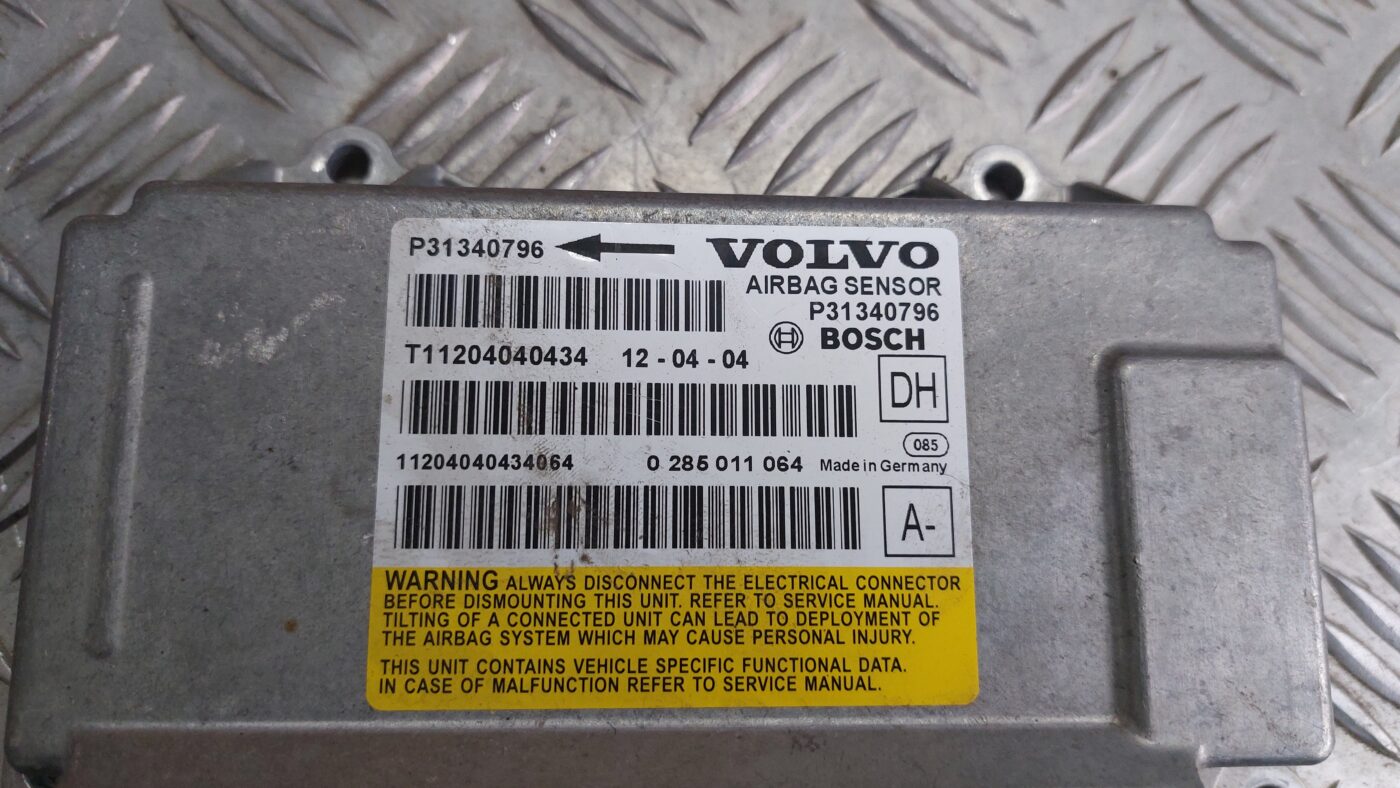 P31340796 VOLVO
AIRBAG SENSOR
P31340796
BOSCH
T11204040434 12 - 04 - 04
DH
085
11204040434064 0 285 011 064 Made in Germany
A-
WARNING ALWAYS DISCONNECT THE ELECTRICAL CONNECTOR
BEFORE DISMOUNTING THIS UNIT. REFER TO SERVICE MANUAL.
TILTING OF A CONNECTED UNIT CAN LEAD TO DEPLOYMENT OF
THE AIRBAG SYSTEM WHICH MAY CAUSE PERSONAL INJURY.
THIS UNIT CONTAINS VEHICLE SPECIFIC FUNCTIONAL DATA.
IN CASE OF MALFUNCTION REFER TO SERVICE MANUAL.